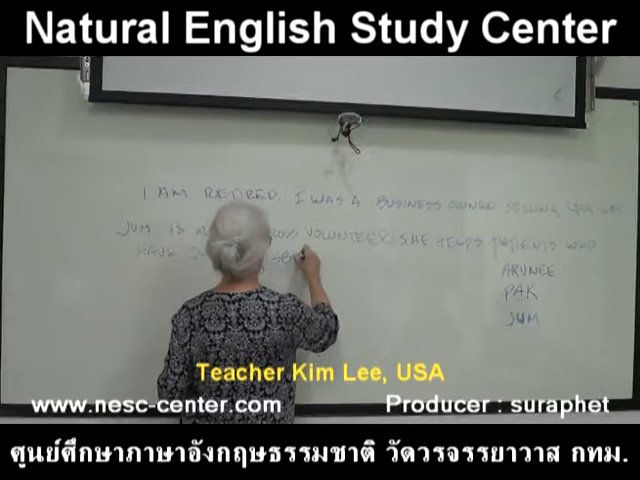 Natural English Study Center
I AM RETIRED. I WAS A BUSINESS OWNER SELLING
JUM IS VOLUNTEER SHE HELPS PATIENTS WHO
HAVE
ARUNEE
PAK
JUM
Teacher Kim Lee, USA
www.nesc-center.com Producer : suraphet
ศูนย์ศึกษาภาษาอังกฤษธรรมชาติ วัดวรจรรยาวาส กทม.